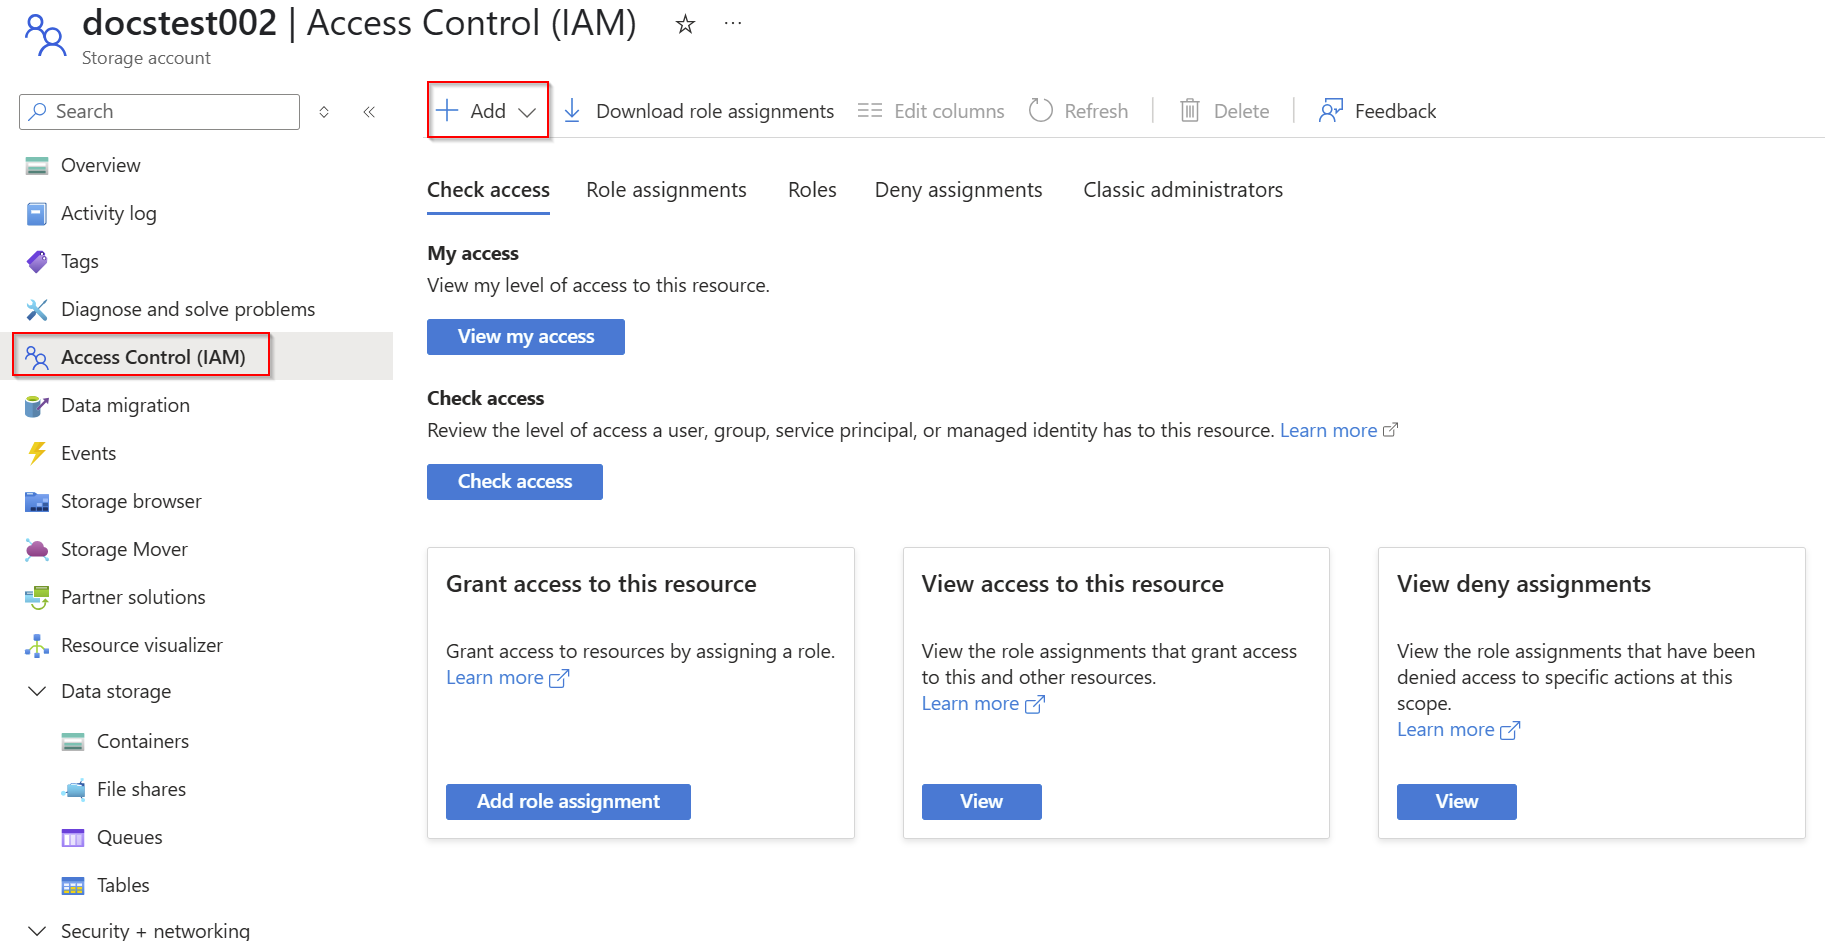 docstest002 | Access Control (IAM)
Storage account
Search
Add
Download role assignments
Edit columns
Refresh
Delete
Feedback
Overview
Activity log
Tags
Diagnose and solve problems
Access Control (IAM)
Data migration
Events
Storage browser
Storage Mover
Partner solutions
Resource visualizer
Data storage
Containers
File shares
Queues
Tables
Security + networking
Check access
Role assignments
Roles
Deny assignments
Classic administrators
My access
View my level of access to this resource.
View my access
Check access
Review the level of access a user, group, service principal, or managed identity has to this resource. Learn more
Check access
Grant access to this resource
Grant access to resources by assigning a role.
Learn more
Add role assignment
View access to this resource
View the role assignments that grant access
to this and other resources.
Learn more
View
View deny assignments
View the role assignments that have been
denied access to specific actions at this
scope.
Learn more
View